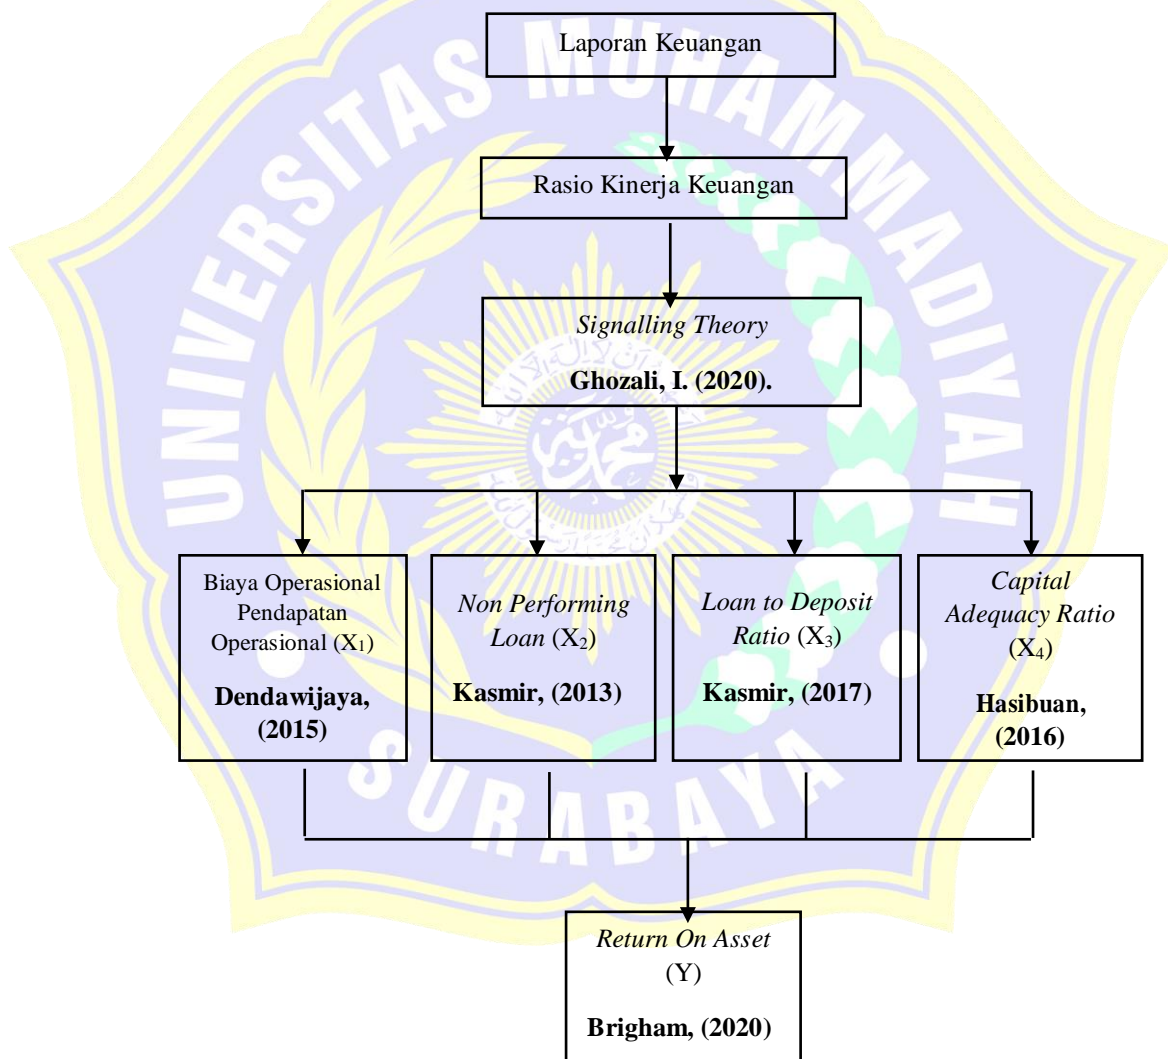 Laporan Keuangan
Rasio Kinerja Keuangan
Signalling Theory
Ghozali, I. (2020).
Biaya Operasional
Pendapatan
Operasional (X₁)
Dendawijaya,
(2015)
Non Performing
Loan (X₂)
Kasmir, (2013)
Loan to Deposit
Ratio (X₃)
Kasmir, (2017)
Capital
Adequacy Ratio
(X₄)
Hasibuan,
(2016)
Return On Asset
(Y)
Brigham, (2020)
UNIVERSITAS MUHAMMADIYAH
SURABAYA